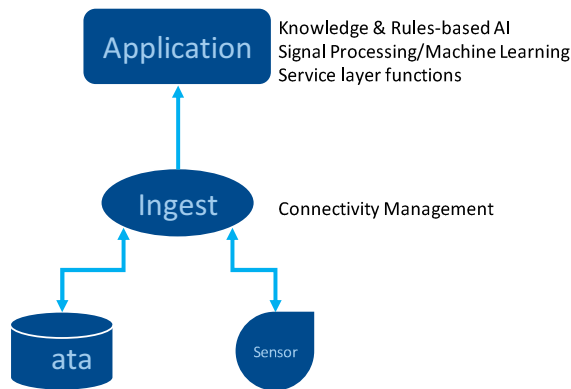 Application
Knowledge & Rules-based AI
Signal Processing/Machine Learning
Service layer functions
Ingest
Connectivity Management
ata
Sensor